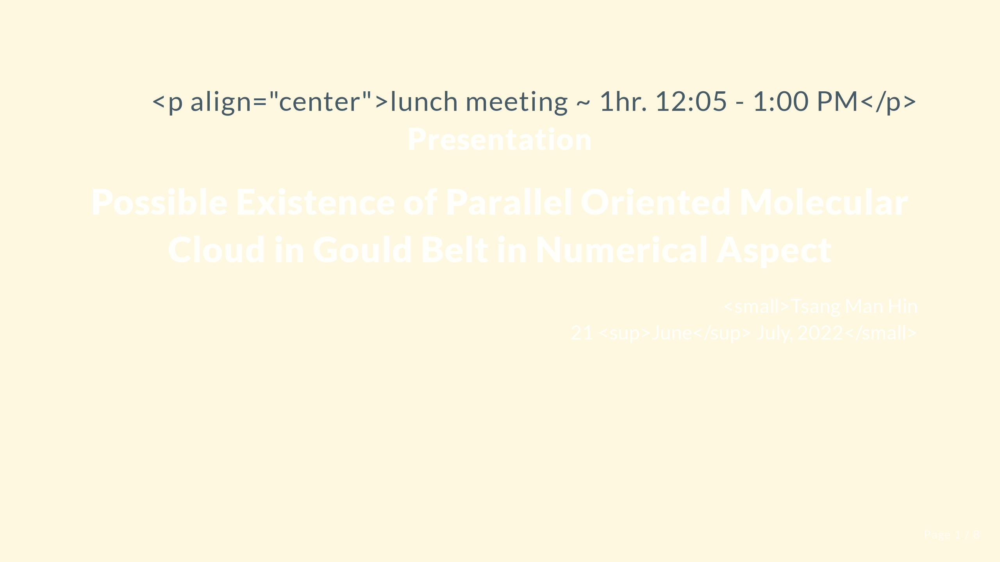 <p align="center">lunch meeting ~ 1hr. 12:05 - 1:00 PM</p>
Presentation
Possible Existence of Parallel Oriented Molecular
Cloud in Gould Belt in Numerical Aspect
<small>Tsang Man Hin
21 <sup>June</sup> July, 2022</small>
Page 1 / 8